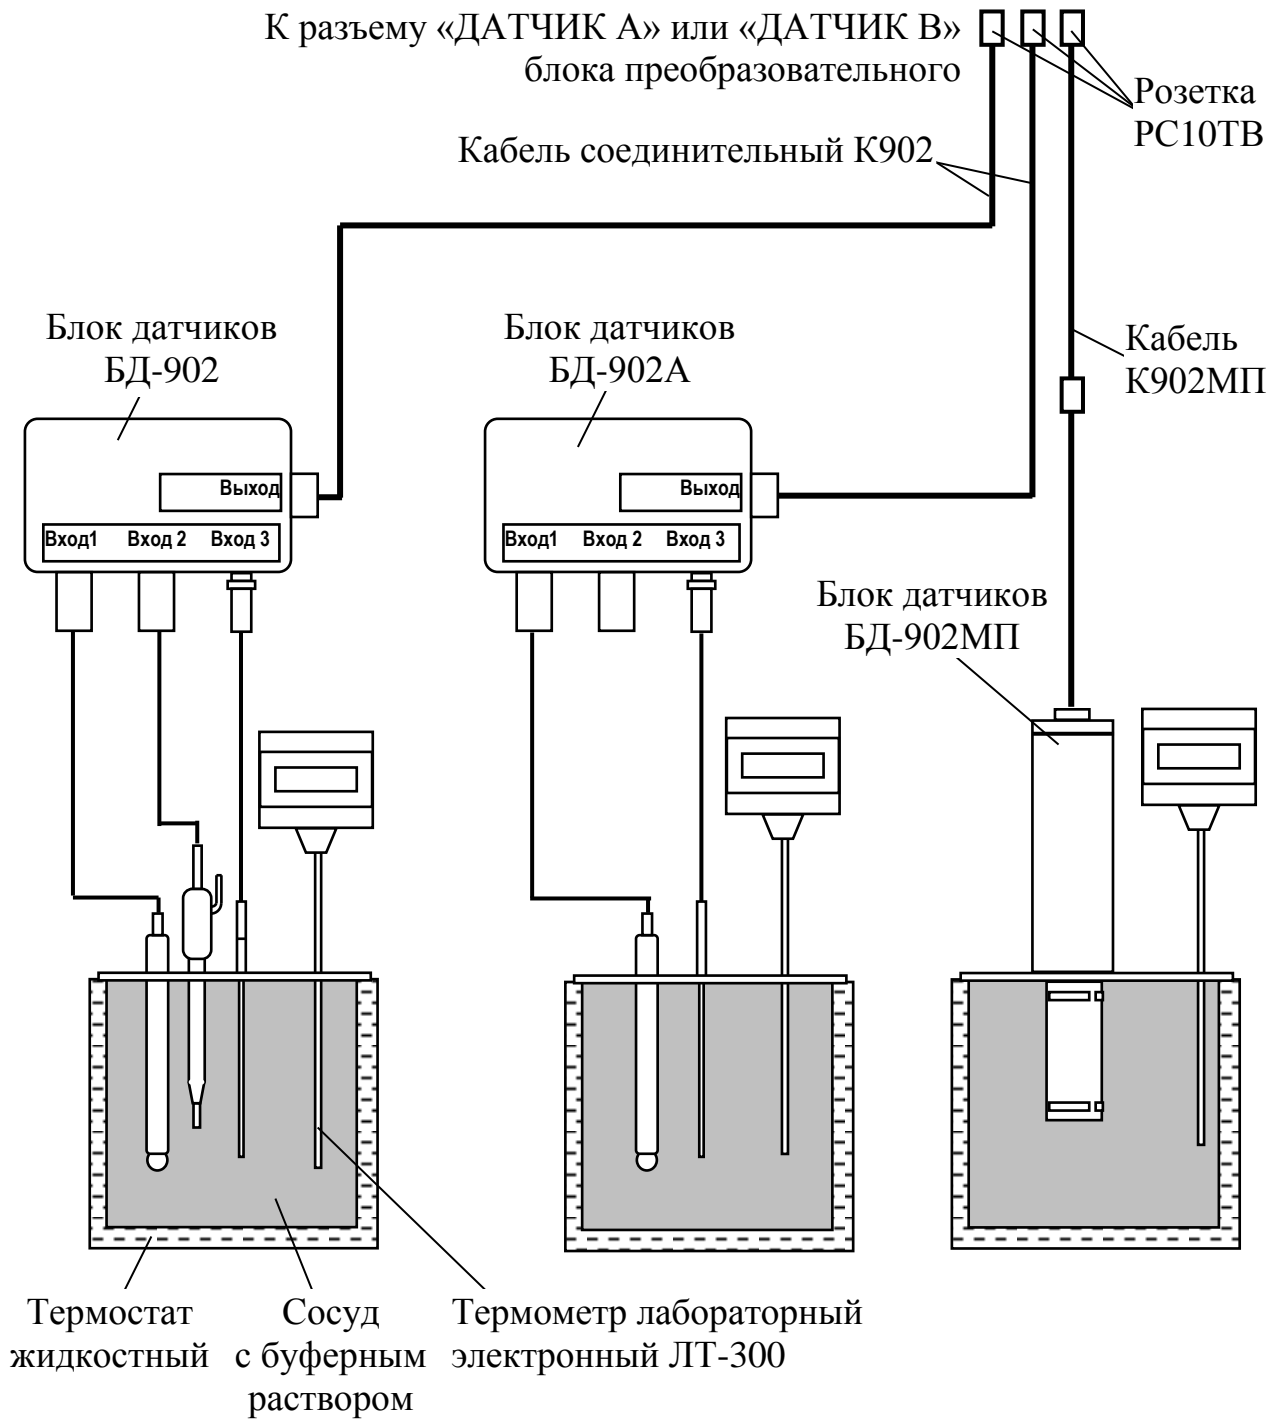 К разъему «ДАТЧИК А» или «ДАТЧИК В»
блока преобразовательного
Розетка
РС10ТВ
Кабель соединительный К902
Блок датчиков
БД-902
Блок датчиков
БД-902А
Кабель
К902МП
Выход
Вход1 Вход 2 Вход 3
Выход
Вход1 Вход 2 Вход 3
Блок датчиков
БД-902МП
Термостат
жидкостный
Сосуд
с буферным
раствором
Термометр лабораторный
электронный ЛТ-300